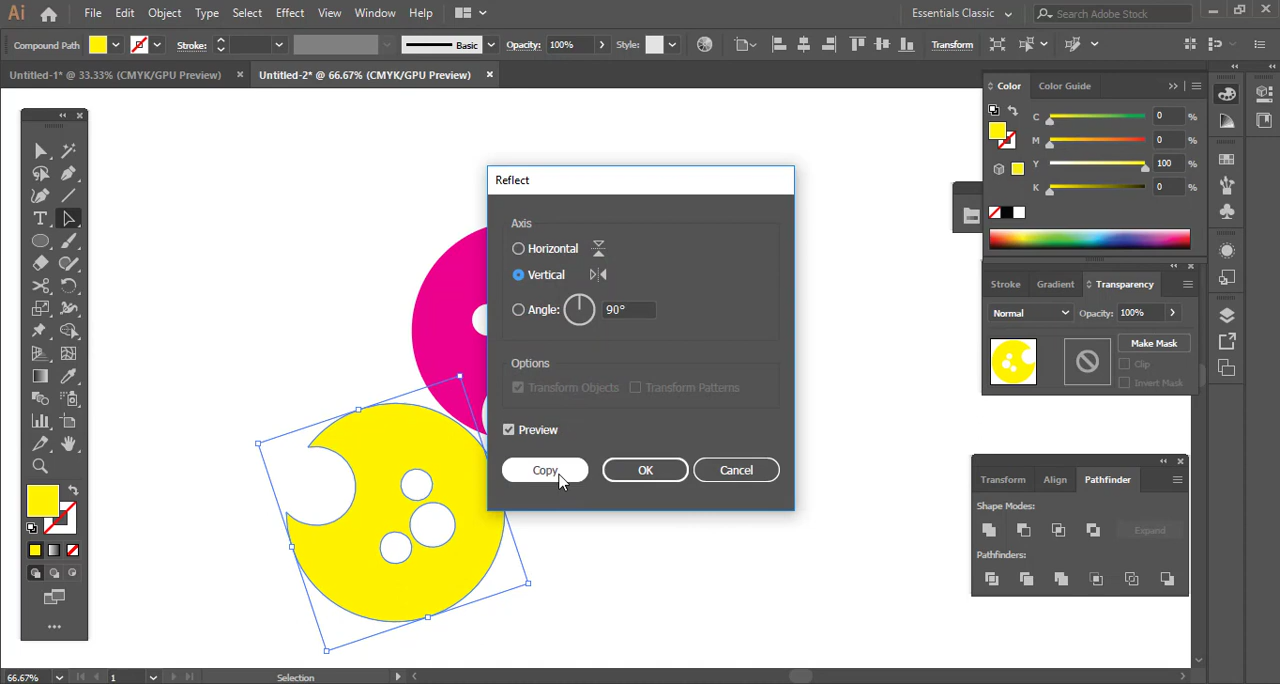 Ai File Edit Object Type Select Effect View Window Help Essentials Classic Search Adobe Stock
Compound Path Stroke: Basic Opacity: 100% Style: Transform
Untitled-1* @ 33.33% (CMYK/GPU Preview) × Untitled-2* @ 66.67% (CMYK/GPU Preview) ×
Color Color Guide
C 0 %
M 0 %
Y 100 %
K 0 %
Reflect
Axis
Horizontal
Vertical
Angle: 90°
Options
Transform Objects Transform Patterns
Preview
Copy OK Cancel
Stroke Gradient Transparency
Normal Opacity: 100%
Make Mask
Clip
Invert Mask
Transform Align Pathfinder
Shape Modes:
Expand
Pathfinders:
T
66.67% 1 Selection